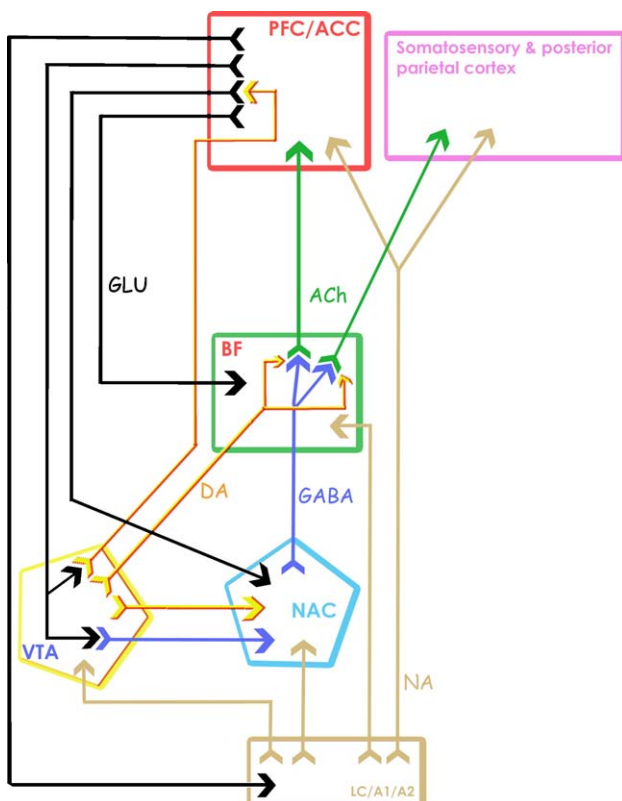 PFC/ACC
Somatosensory & posterior
parietal cortex
GLU
ACh
BF
DA
GABA
VTA
NAC
NA
LC/A1/A2